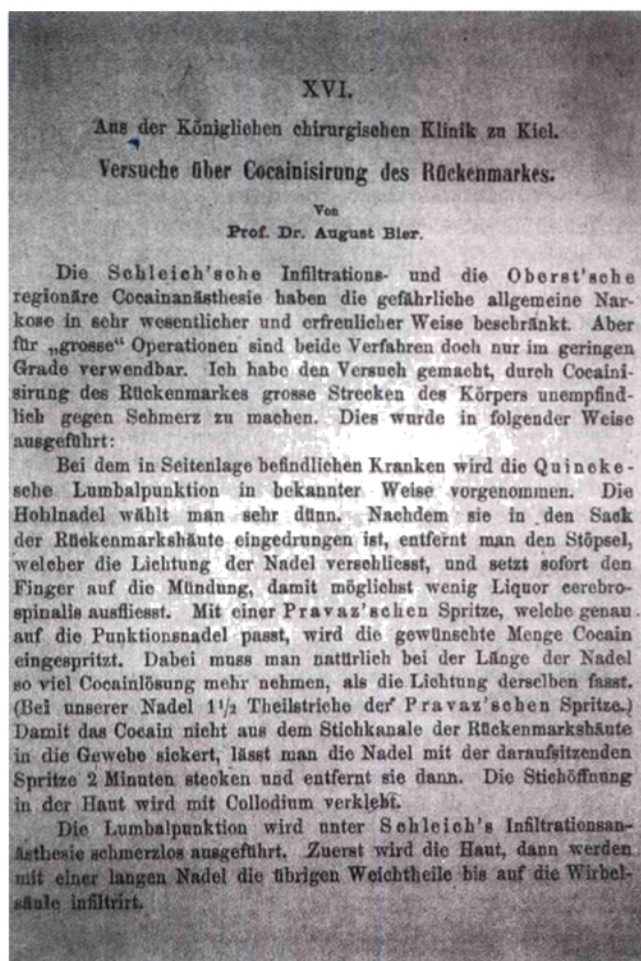 XVI.
Aus der Königlichen chirurgischen Klinik zu Kiel.
Versuche über Cocainisirung des Rückenmarkes.
Von
Prof. Dr. August Bier.
Die Schleich'sche Infiltrations- und die Oberst'sche
regionäre Cocainanästhesie haben die gefährliche allgemeine Nar-
kose in sehr wesentlicher und erfreulicher Weise beschränkt. Aber
für „grosse“ Operationen sind beide Verfahren doch nur im geringen
Grade verwendbar. Ich habe den Versuch gemacht, durch Cocaini-
sirung des Rückenmarkes grosse Strecken des Körpers unempfind-
lich gegen Schmerz zu machen. Dies wurde in folgender Weise
ausgeführt:
Bei dem in Seitenlage befindlichen Kranken wird die Quincke-
sche Lumbalpunktion in bekannter Weise vorgenommen. Die
Hohlnadel wählt man sehr dünn. Nachdem sie in den Sack
der Rückenmarkshäute eingedrungen ist, entfernt man den Stöpsel,
welcher die Lichtung der Nadel verschliesst, und setzt sofort den
Finger auf die Mündung, damit möglichst wenig Liquor cerebro-
spinalis ausfliesst. Mit einer Pravaz'schen Spritze, welche genau
auf die Punktionsnadel passt, wird die gewünschte Menge Cocain
eingespritzt. Dabei muss man natürlich bei der Länge der Nadel
so viel Cocainlösung mehr nehmen, als die Lichtung derselben fasst.
(Bei unserer Nadel 1½ Theilstriche der Pravaz'schen Spritze.)
Damit das Cocain nicht aus dem Stichkanale der Rückenmarkshäute
in die Gewebe sickert, lässt man die Nadel mit der daraufsitzenden
Spritze 2 Minuten stecken und entfernt sie dann. Die Stichöffnung
in der Haut wird mit Collodium verklebt.
Die Lumbalpunktion wird unter Schleich's Infiltrationsan-
ästhesie schmerzlos ausgeführt. Zuerst wird die Haut, dann werden
mit einer langen Nadel die übrigen Weichtheile bis auf die Wirbel-
säule infiltrirt.